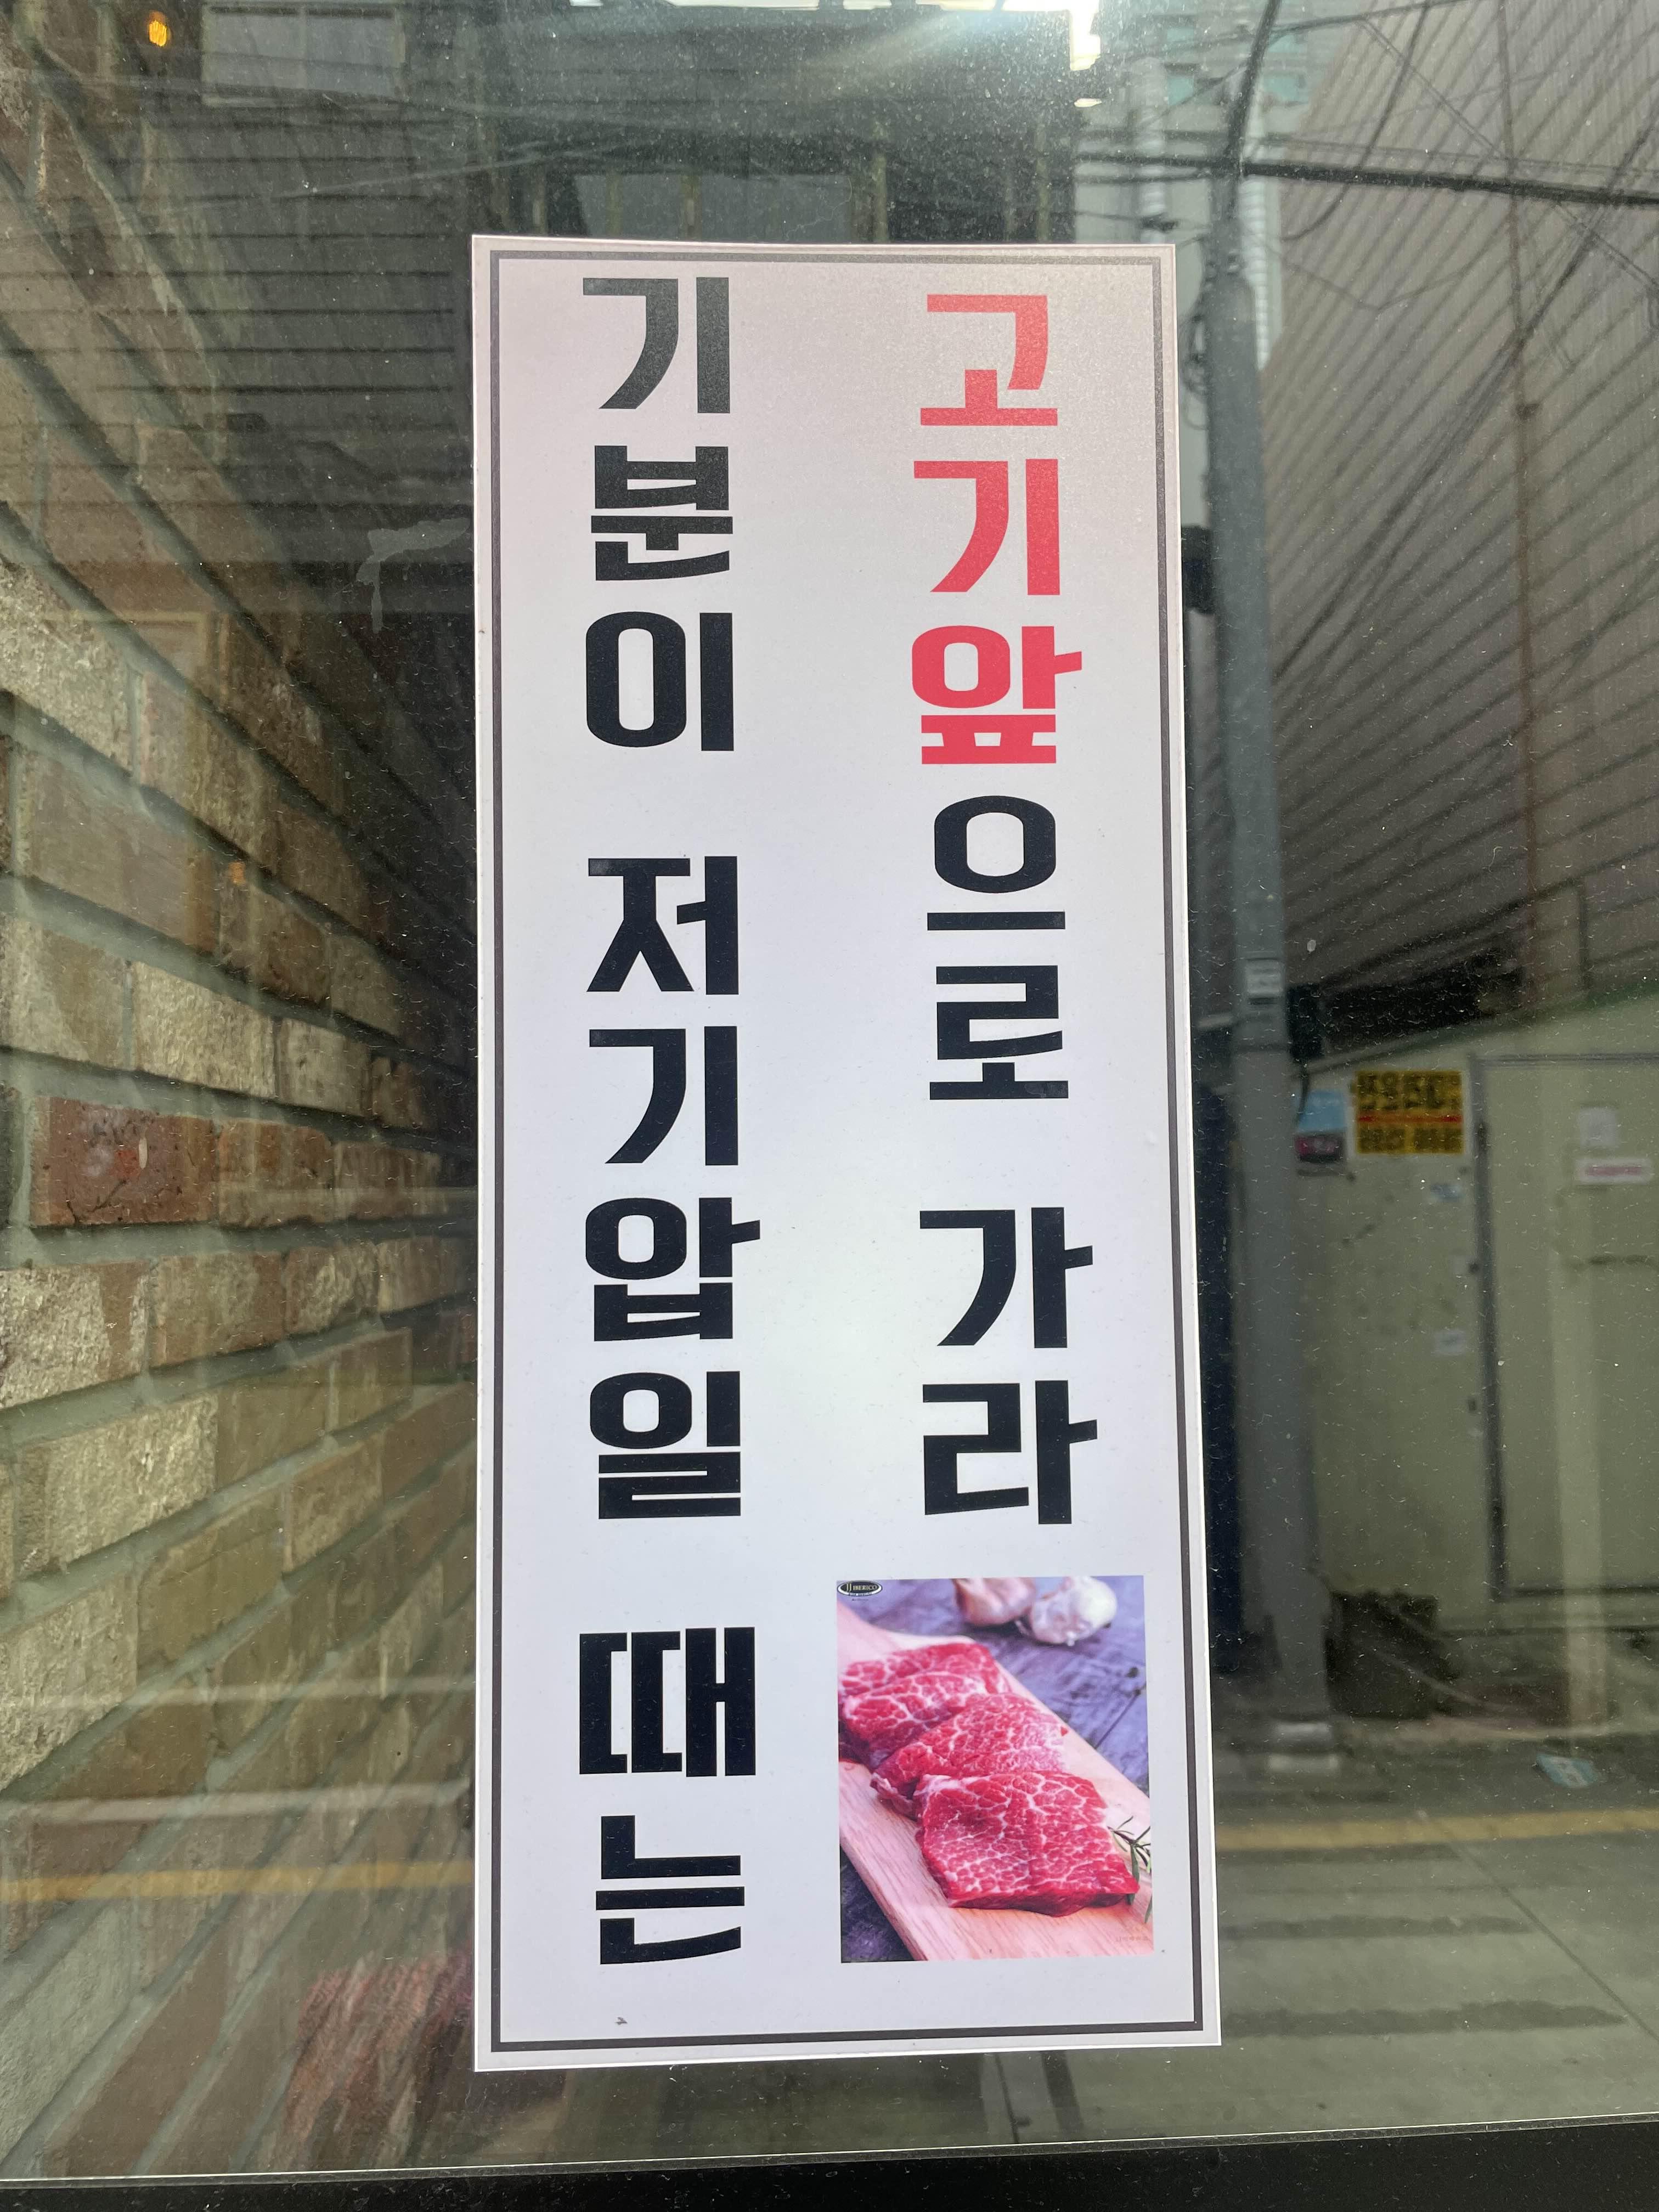 기분이 저기압일 때는
고기앞으로 가라